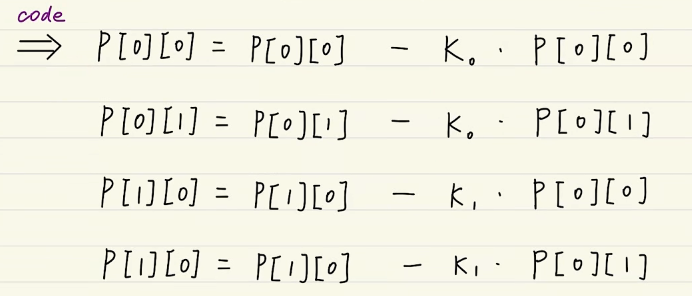 code
⇒ P[0][0] = P[0][0] - K₀ · P[0][0]
P[0][1] = P[0][1] - K₀ · P[0][1]
P[1][0] = P[1][0] - K₁ · P[0][0]
P[1][0] = P[1][0] - K₁ · P[0][1]